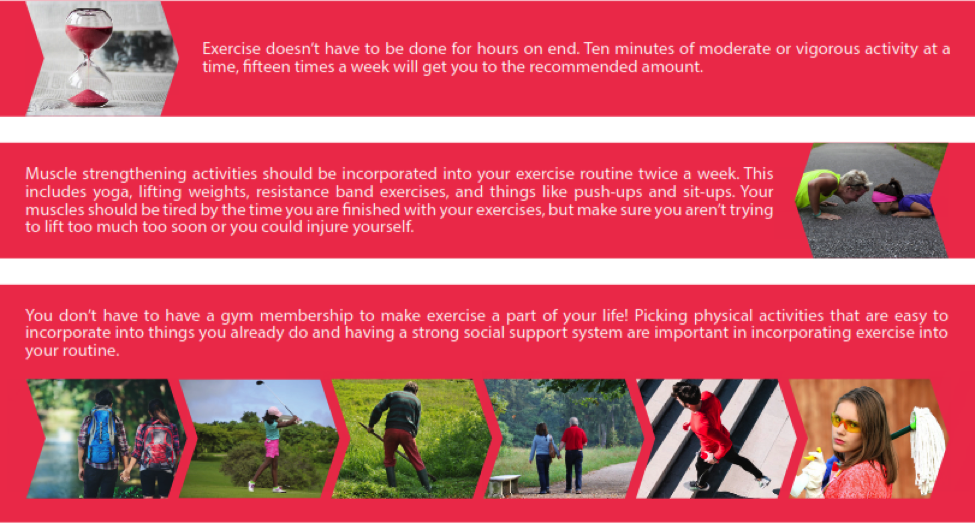 Exercise doesn't have to be done for hours on end. Ten minutes of moderate or vigorous activity at a
time, fifteen times a week will get you to the recommended amount.
Muscle strengthening activities should be incorporated into your exercise routine twice a week. This
includes yoga, lifting weights, resistance band exercises, and things like push-ups and sit-ups. Your
muscles should be tired by the time you are finished with your exercises, but make sure you aren't trying
to lift too much too soon or you could injure yourself.
You don't have to have a gym membership to make exercise a part of your life! Picking physical activities that are easy to
incorporate into things you already do and having a strong social support system are important in incorporating exercise into
your routine.